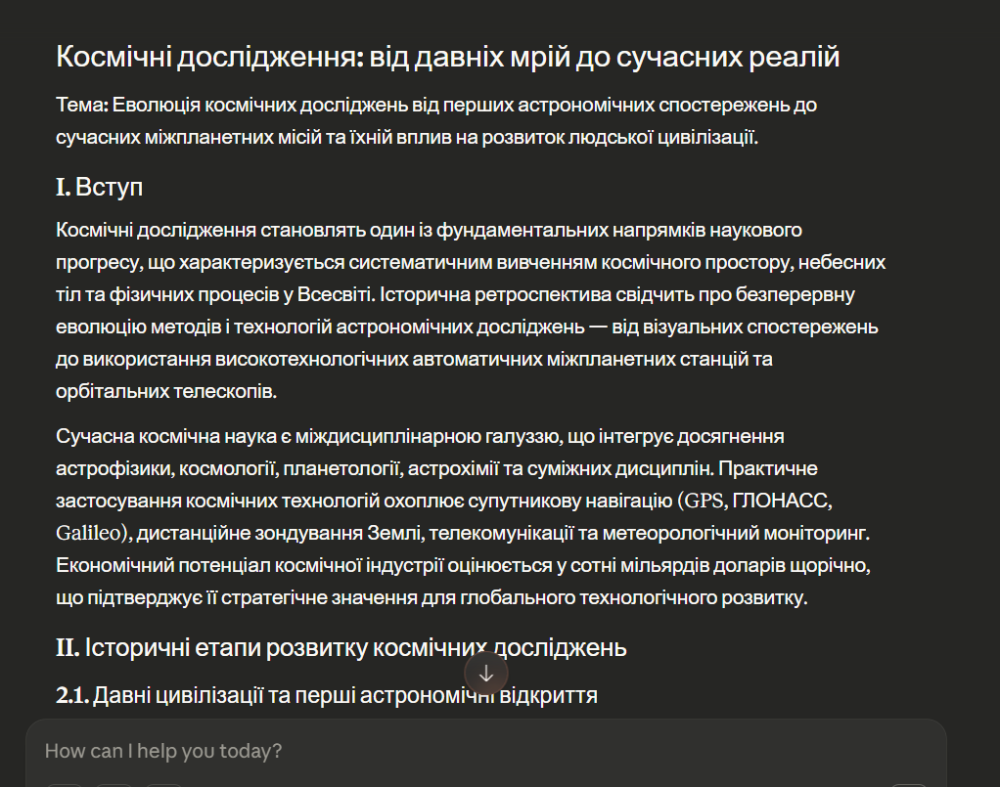 Космічні дослідження: від давніх мрій до сучасних реалій
Тема: Еволюція космічних досліджень від перших астрономічних спостережень до
сучасних міжпланетних місій та їхній вплив на розвиток людської цивілізації.
I. Вступ
Космічні дослідження становлять один із фундаментальних напрямків наукового
прогресу, що характеризується систематичним вивченням космічного простору, небесних
тіл та фізичних процесів у Всесвіті. Історична ретроспектива свідчить про безперервну
еволюцію методів і технологій астрономічних досліджень — від візуальних спостережень
до використання високотехнологічних автоматичних міжпланетних станцій та
орбітальних телескопів.
Сучасна космічна наука є міждисциплінарною галуззю, що інтегрує досягнення
астрофізики, космології, планетології, астрохімії та суміжних дисциплін. Практичне
застосування космічних технологій охоплює супутникову навігацію (GPS, ГЛОНАСС,
Galileo), дистанційне зондування Землі, телекомунікації та метеорологічний моніторинг.
Економічний потенціал космічної індустрії оцінюється у сотні мільярдів доларів щорічно,
що підтверджує її стратегічне значення для глобального технологічного розвитку.
II. Історичні етапи розвитку космічних досліджень
2.1. Давні цивілізації та перші астрономічні відкриття
How can I help you today?